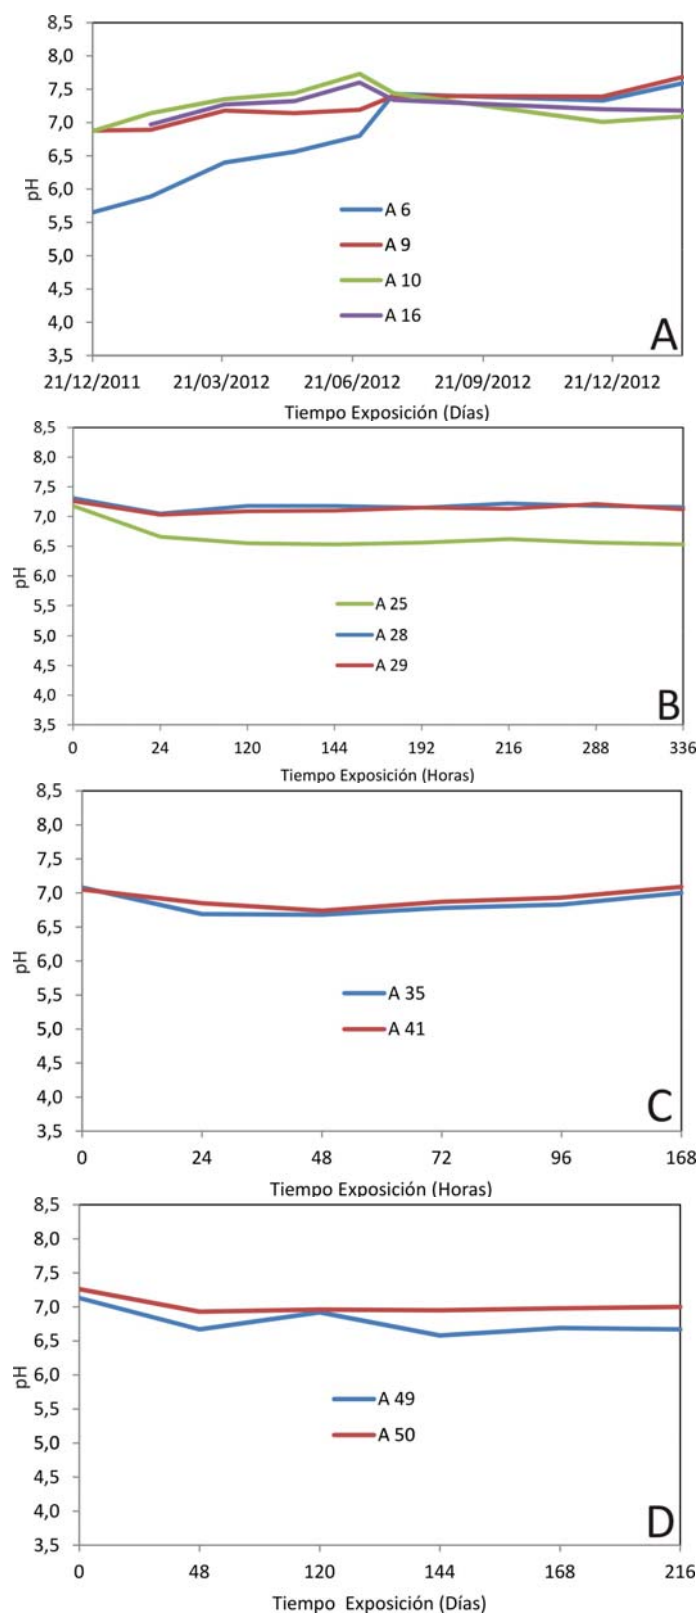 8,5
8,0
7,5
7,0
6,5
6,0
5,5
5,0
4,5
4,0
3,5
pH
A 6
A 9
A 10
A 16
A
21/12/2011 21/03/2012 21/06/2012 21/09/2012 21/12/2012
Tiempo Exposición (Días)
8,5
8,0
7,5
7,0
6,5
6,0
5,5
5,0
4,5
4,0
3,5
pH
A 25
A 28
A 29
B
0 24 120 144 192 216 288 336
Tiempo Exposición (Horas)
8,5
8,0
7,5
7,0
6,5
6,0
5,5
5,0
4,5
4,0
3,5
pH
A 35
A 41
C
0 24 48 72 96 168
Tiempo Exposición (Horas)
8,5
8,0
7,5
7,0
6,5
6,0
5,5
5,0
4,5
4,0
3,5
pH
A 49
A 50
D
0 48 120 144 168 216
Tiempo Exposición (Días)